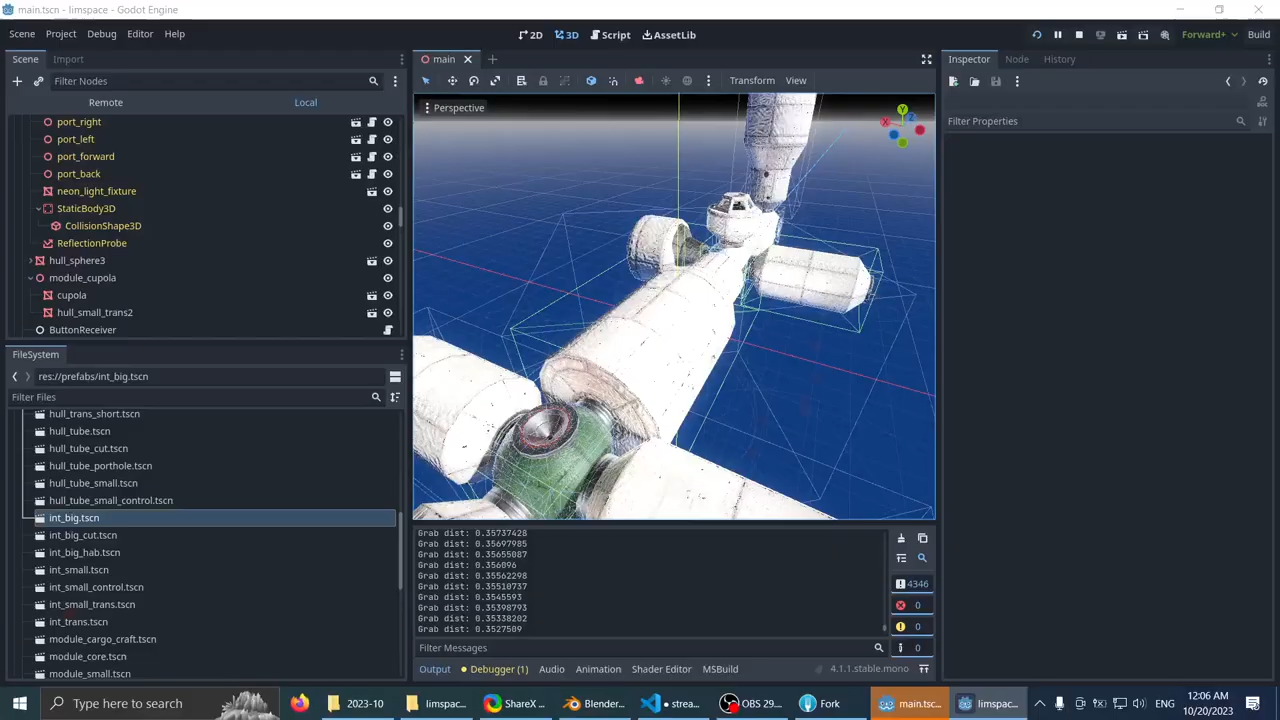 main.tscn - limspace - Godot Engine
Scene Project Debug Editor Help
2D 3D Script AssetLib
Forward+ Build
Scene Import
Filter Nodes
Remote Local
port_right
port_left
port_forward
port_back
neon_light_fixture
StaticBody3D
CollisionShape3D
ReflectionProbe
hull_sphere3
module_cupola
cupola
hull_small_trans2
ButtonReceiver
FileSystem
res://prefabs/int_big.tscn
Filter Files
hull_trans_short.tscn
hull_tube.tscn
hull_tube_cut.tscn
hull_tube_porthole.tscn
hull_tube_small.tscn
hull_tube_small_control.tscn
int_big.tscn
int_big_cut.tscn
int_big_hab.tscn
int_small.tscn
int_small_control.tscn
int_small_trans.tscn
int_trans.tscn
module_cargo_craft.tscn
module_core.tscn
module_small.tscn
main
Transform View
Perspective
Y
X
Z
Grab dist: 0.35737428
Grab dist: 0.35697985
Grab dist: 0.35655087
Grab dist: 0.356096
Grab dist: 0.35562298
Grab dist: 0.35510737
Grab dist: 0.3545593
Grab dist: 0.35398793
Grab dist: 0.35338202
Grab dist: 0.3527509
4346
0
0
0
Filter Messages
Output Debugger (1) Audio Animation Shader Editor MSBuild
4.1.1.stable.mono
Inspector Node History
Filter Properties
Type here to search
2023-10
limspac...
ShareX ...
Blender...
● strea...
OBS 29....
Fork
main.tsc...
limspac...
ENG
12:06 AM
10/20/2023